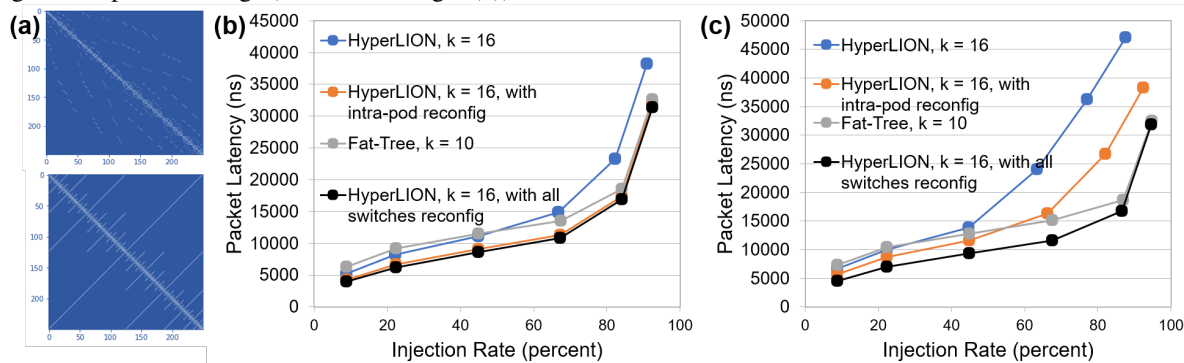 (a)
0
50
100
150
200
0 50 100 150 200
0
50
100
150
200
0 50 100 150 200
(b)
Packet Latency (ns)
45000
40000
35000
30000
25000
20000
15000
10000
5000
0
HyperLION, k = 16
HyperLION, k = 16, with
intra-pod reconfig
Fat-Tree, k = 10
HyperLION, k = 16, with all
switches reconfig
0 20 40 60 80 100
Injection Rate (percent)
(c)
Packet Latency (ns)
50000
45000
40000
35000
30000
25000
20000
15000
10000
5000
0
HyperLION, k = 16
HyperLION, k = 16, with
intra-pod reconfig
Fat-Tree, k = 10
HyperLION, k = 16, with all
switches reconfig
0 20 40 60 80 100
Injection Rate (percent)